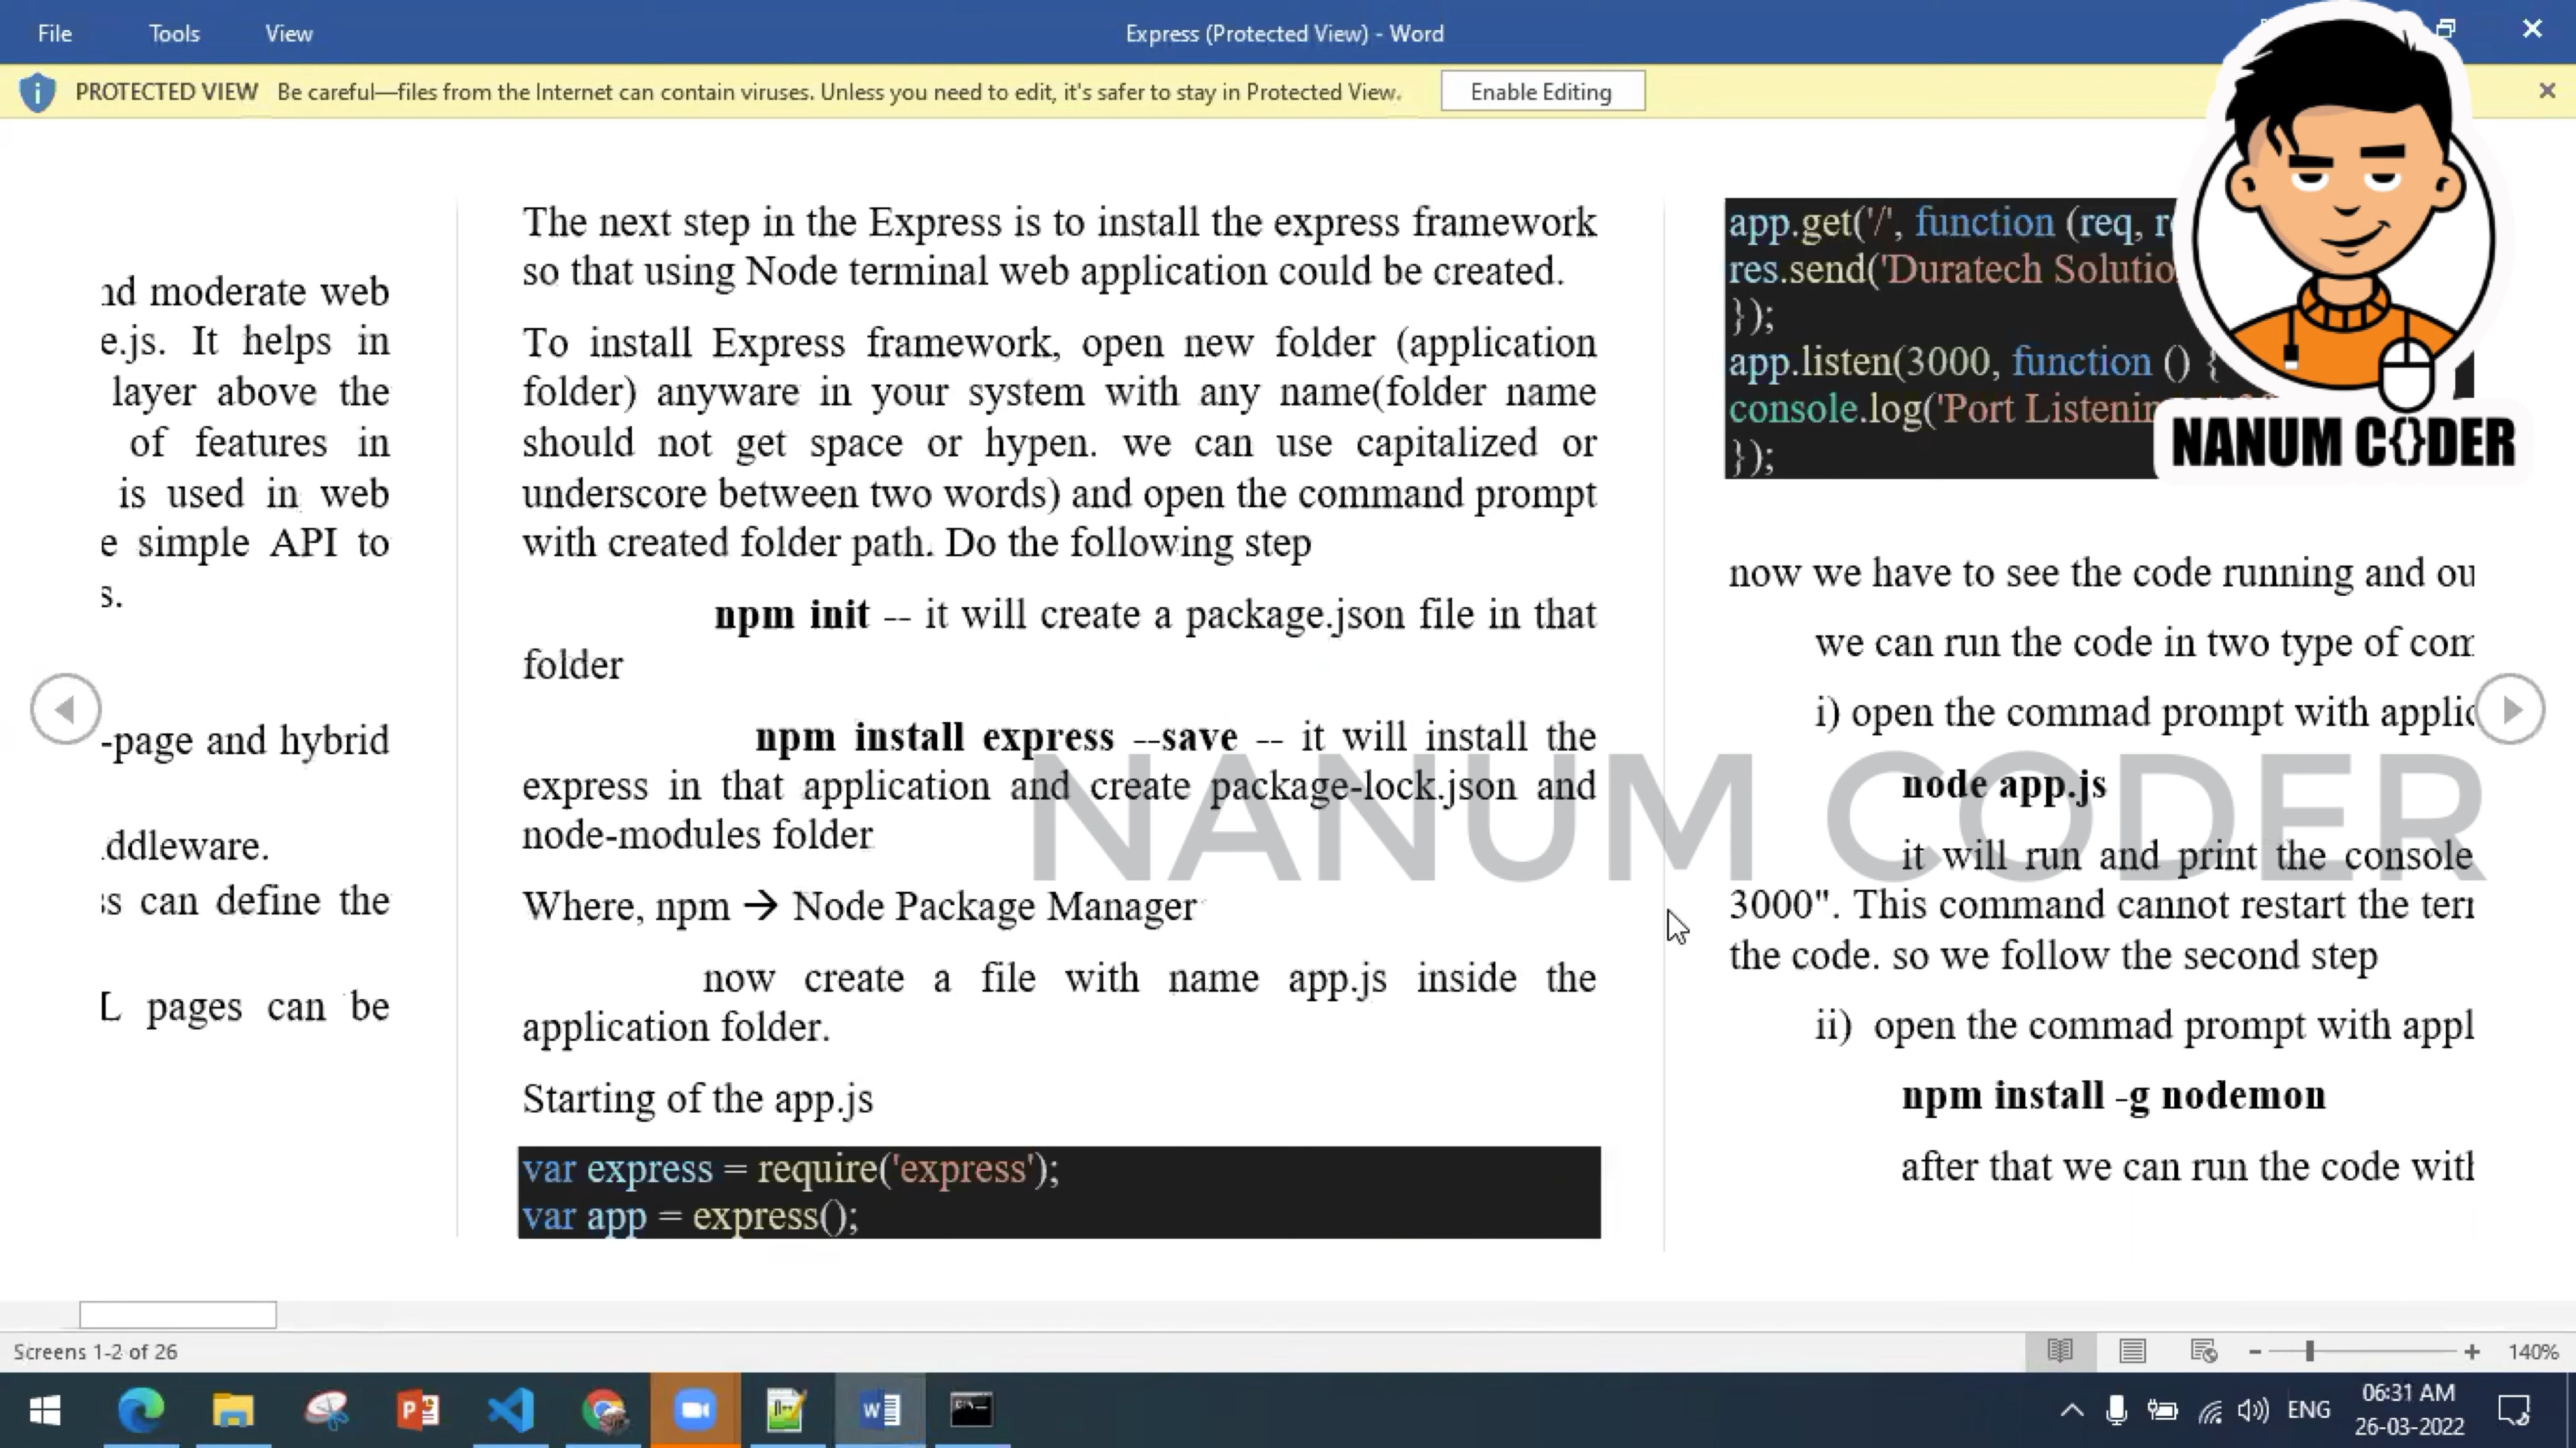 File Tools View Express (Protected View) - Word
PROTECTED VIEW Be careful—files from the Internet can contain viruses. Unless you need to edit, it's safer to stay in Protected View. Enable Editing
moderate web
e.js. It helps in
layer above the
of features in
is used in web
e simple API to
s.
-page and hybrid
ddleware.
can define the
L pages can be
The next step in the Express is to install the express framework
so that using Node terminal web application could be created.
To install Express framework, open new folder (application
folder) anyware in your system with any name(folder name
should not get space or hypen. we can use capitalized or
underscore between two words) and open the command prompt
with created folder path. Do the following step
npm init -- it will create a package.json file in that
folder
npm install express --save -- it will install the
express in that application and create package-lock.json and
node-modules folder
Where, npm → Node Package Manager
now create a file with name app.js inside the
application folder.
Starting of the app.js
var express = require('express');
var app = express();
app.get('/', function (req,
res.send('Duratech
});
app.listen(3000, function () {
console.log('Port
});
now we have to see the code running and
we can run the code in two type of
i) open the commad prompt with
node app.js
it will run and print the console
3000". This command cannot restart the
the code. so we follow the second step
ii) open the commad prompt with
npm install -g nodemon
after that we can run the code
NANUM C{}DER
NANUM CODER
Screens 1-2 of 26
140%
ENG
06:31 AM
26-03-2022